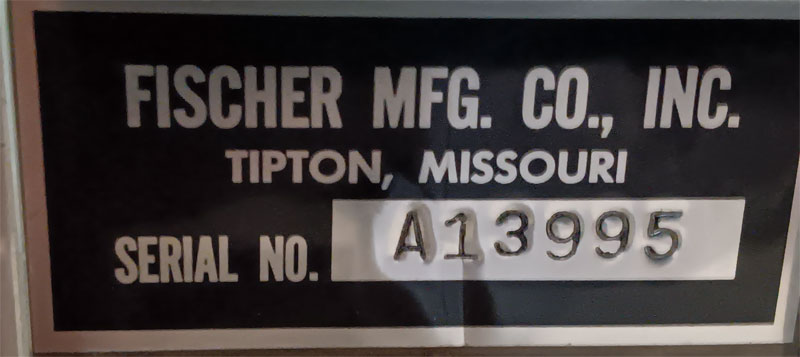 FISCHER MFG. CO., INC.
TIPTON, MISSOURI
SERIAL NO. A13995